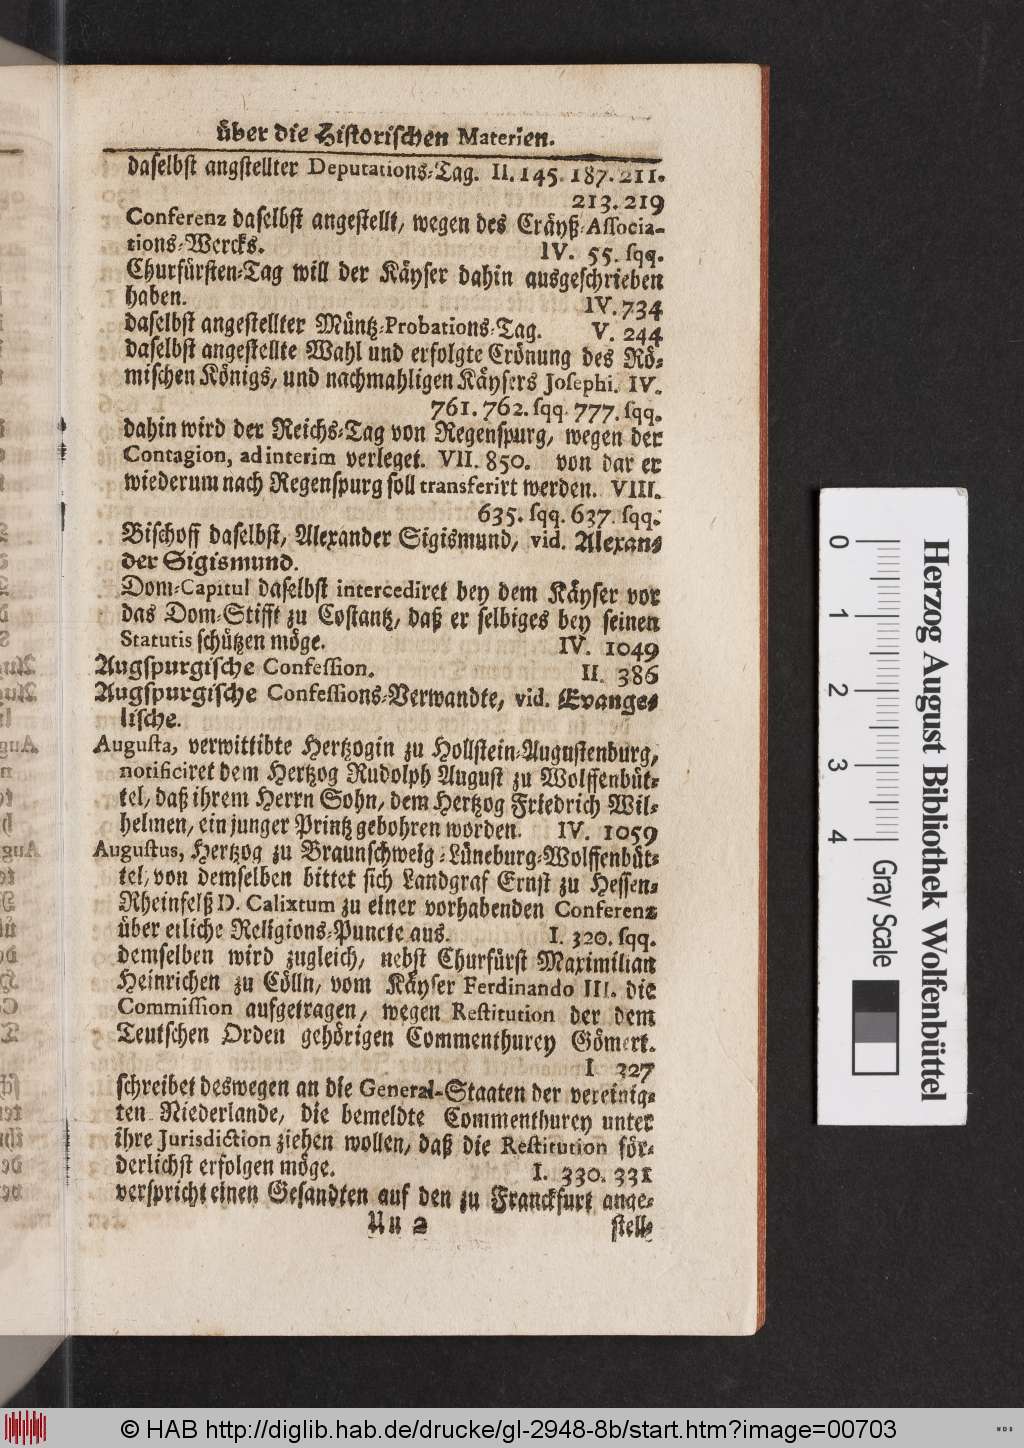 über die Historischen Materien.
daselbst angstellter Deputations-Tag. II. 145. 187. 211.
213. 219
Conferenz daselbst angestellt, wegen des Cräyß-Associa-
tions-Wercks. IV. 55. sqq.
Churfürsten-Tag will der Käyser dahin ausgeschrieben
haben. IV. 734
daselbst angestellter Müntz-Probations-Tag. V. 244
daselbst angestellte Wahl und erfolgte Crönung des Rö-
mischen Königs, und nachmahligen Käysers Josephi. IV.
761. 762. sqq. 777. sqq.
dahin wird der Reichs-Tag von Regenspurg, wegen der
Contagion, ad interim verleget. VII. 850. von dar er
wiederum nach Regenspurg soll transferirt werden. VIII.
635. sqq. 637. sqq.
Bischoff daselbst, Alexander Sigismund, vid. Alexan-
der Sigismund.
Dom-Capitul daselbst intercediret bey dem Käyser vor
das Dom-Stifft zu Costantz, daß er selbiges bey seinen
Statutis schützen möge. IV. 1049
Augspurgische Confession. II. 386
Augspurgische Confessions-Verwandte, vid. Evange-
lische.
Augusta, verwittibte Hertzogin zu Hollstein-Augustenburg,
notificiret dem Hertzog Rudolph August zu Wolffenbüt-
tel, daß ihrem Herrn Sohn, dem Hertzog Friedrich Wil-
helmen, ein junger Printz gebohren worden. IV. 1059
Augustus, Hertzog zu Braunschweig-Lüneburg-Wolffenbüt-
tel, von demselben bittet sich Landgraf Ernst zu Hessen-
Rheinfelß D. Calixtum zu einer vorhabenden Conferenz
über etliche Religions-Puncte aus. I. 320. sqq.
demselben wird zugleich, nebst Churfürst Maximilian
Heinrichen zu Cölln, vom Käyser Ferdinando III. die
Commission aufgetragen, wegen Restitution der dem
Teutschen Orden gehörigen Commenthurey Gömert.
I 327
schreibet deswegen an die General-Staaten der vereinig-
ten Niederlande, die bemeldte Commenthurey unter
ihre Jurisdiction ziehen wollen, daß die Restitution för-
derlichst erfolgen möge. I. 330. 331
verspricht einen Gesandten auf den zu Franckfurt ange-
Uu 2 stell-
0 1 2 3 4
Gray Scale
Herzog August Bibliothek Wolfenbüttel
© HAB http://diglib.hab.de/drucke/gl-2948-8b/start.htm?image=00703